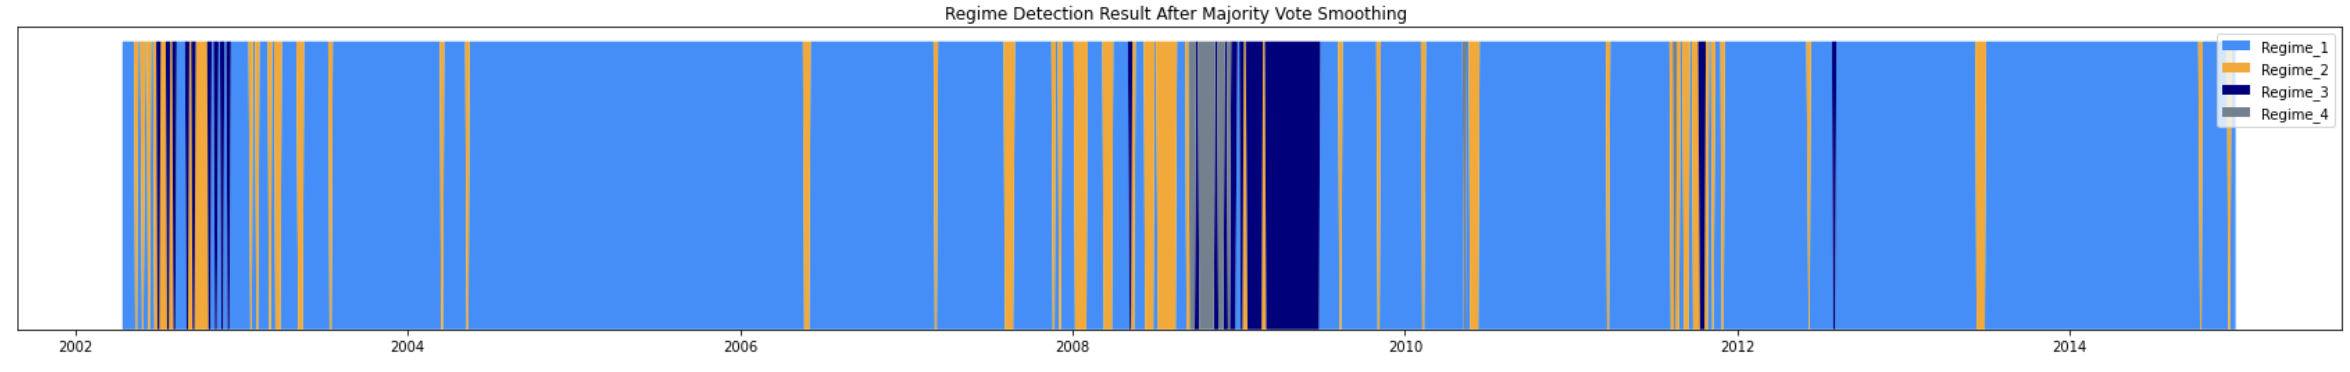 Regime Detection Result After Majority Vote Smoothing
Regime_1
Regime_2
Regime_3
Regime_4
2002 2004 2006 2008 2010 2012 2014